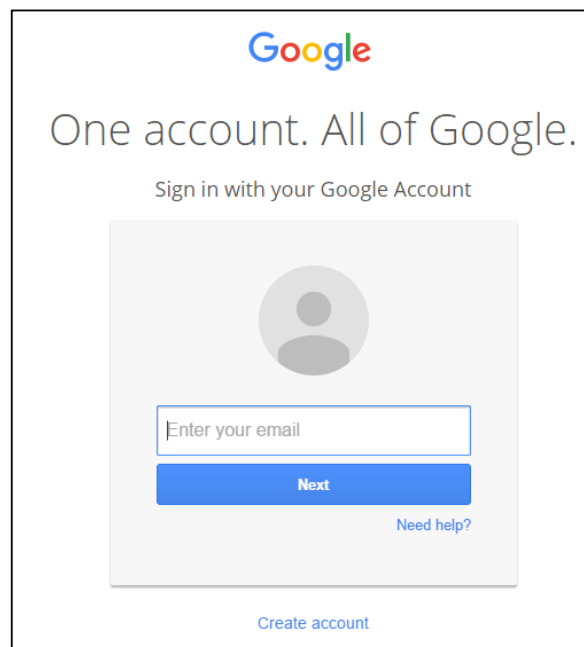 Google
One account. All of Google.
Sign in with your Google Account
Enter your email
Next
Need help?
Create account